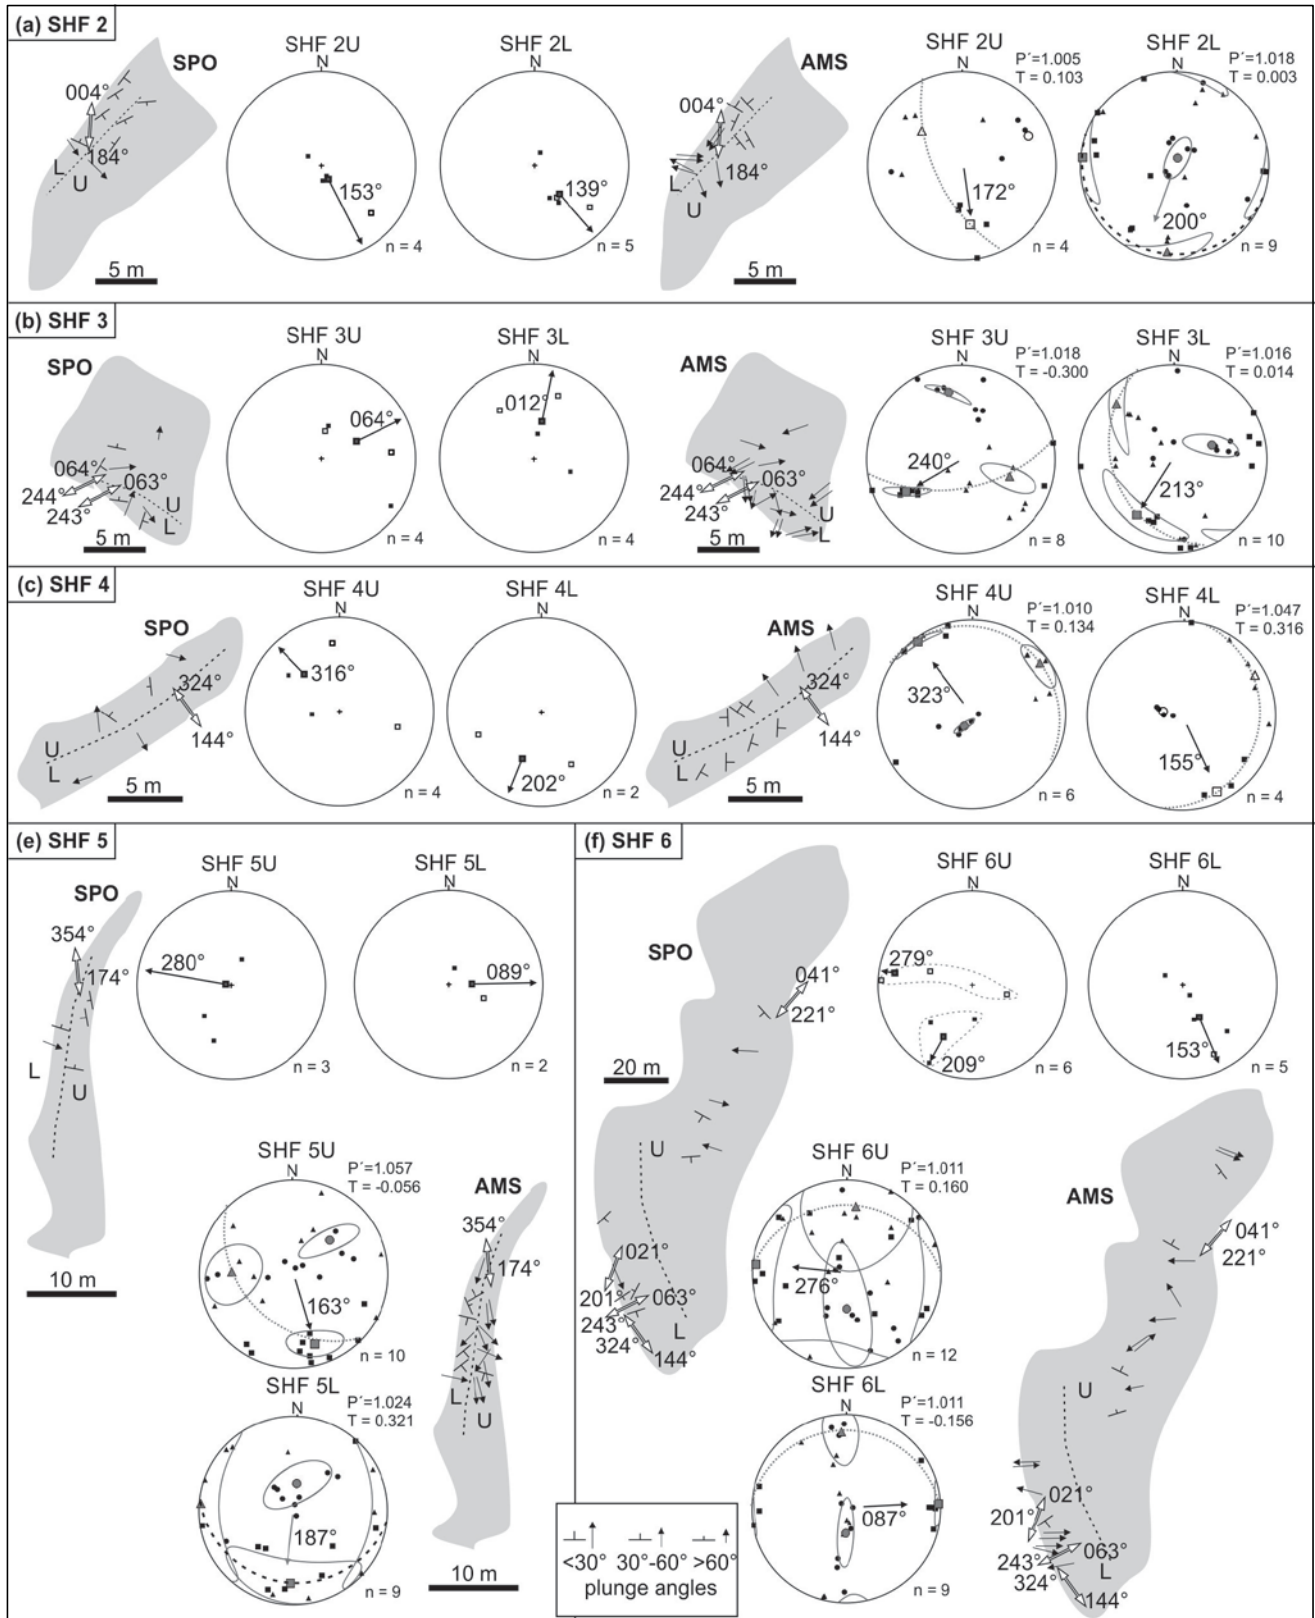 (a) SHF 2
SPO
004°
184°
L
U
5 m
SHF 2U
N
153°
n = 4
SHF 2L
139°
n = 5
AMS
004°
184°
L
U
5 m
SHF 2U
N
P´=1.005
T = 0.103
172°
n = 4
SHF 2L
N
P´=1.018
T = 0.003
200°
n = 9
(b) SHF 3
SPO
064°
244°
063°
243°
U
L
5 m
SHF 3U
N
064°
n = 4
SHF 3L
N
012°
n = 4
AMS
064°
244°
063°
243°
U
L
5 m
SHF 3U
N
P´=1.018
T = -0.300
240°
n = 8
SHF 3L
N
P´=1.016
T = 0.014
213°
n = 10
(c) SHF 4
SPO
324°
144°
U
L
5 m
SHF 4U
N
316°
n = 4
SHF 4L
N
202°
n = 2
AMS
324°
144°
U
L
5 m
SHF 4U
N
P´=1.010
T = 0.134
323°
n = 6
SHF 4L
N
P´=1.047
T = 0.316
155°
n = 4
(e) SHF 5
SPO
354°
174°
L
U
10 m
SHF 5U
N
280°
n = 3
SHF 5L
N
089°
n = 2
SHF 5U
N
P´=1.057
T = -0.056
163°
n = 10
SHF 5L
N
P´=1.024
T = 0.321
187°
n = 9
AMS
354°
174°
L
U
10 m
(f) SHF 6
SPO
041°
221°
20 m
U
021°
201°
063°
243°
324°
L
144°
SHF 6U
N
279°
209°
n = 6
SHF 6L
N
153°
n = 5
SHF 6U
N
P´=1.011
T = 0.160
276°
n = 12
SHF 6L
N
P´=1.011
T = -0.156
087°
n = 9
AMS
041°
221°
U
021°
201°
063°
243°
L
324°
144°
<30° 30°-60° >60°
plunge angles